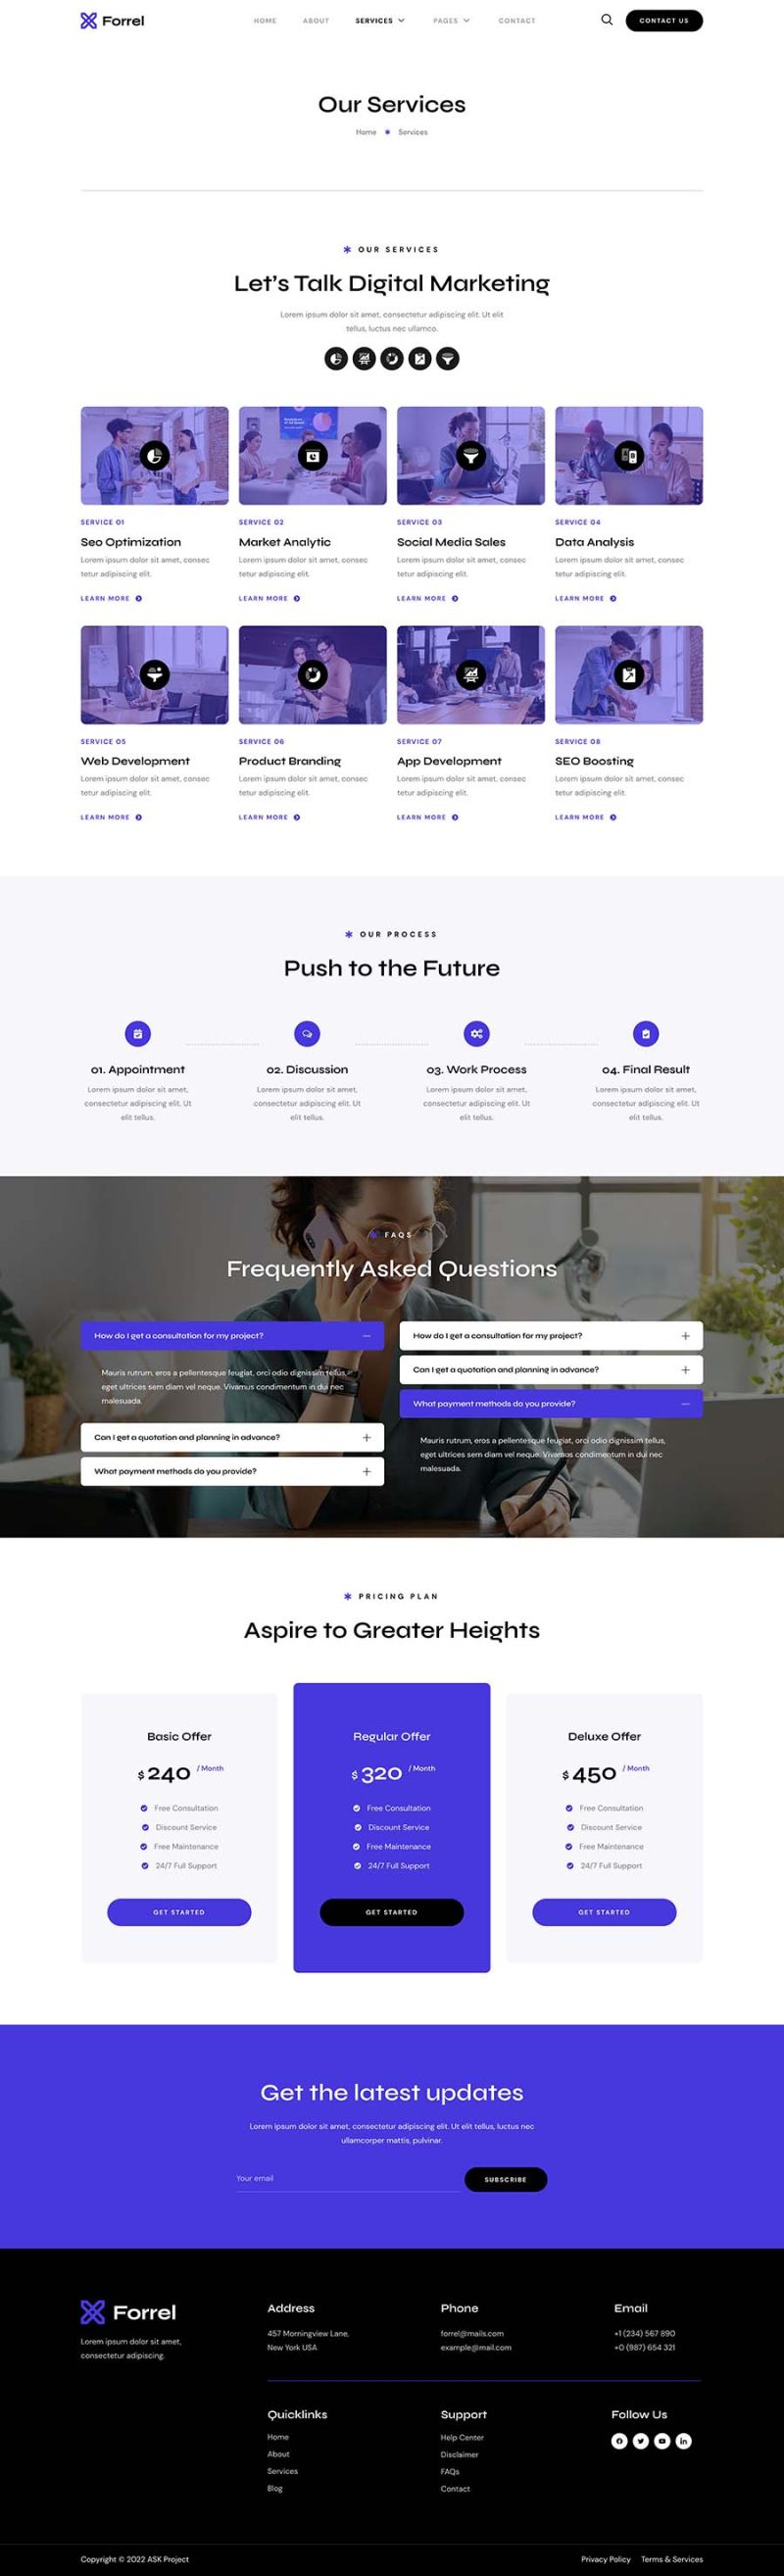 Forrel
HOME ABOUT SERVICES PAGES CONTACT
CONTACT US
Our Services
Home Services
OUR SERVICES
Let's Talk Digital Marketing
Lorem ipsum dolor sit amet, consectetur adipiscing elit. Ut elit
tellus, luctus nec ullamco.
SERVICE 01
Seo Optimization
Lorem ipsum dolor sit amet, consec
tetur adipiscing elit.
LEARN MORE
SERVICE 02
Market Analytic
Lorem ipsum dolor sit amet, consec
tetur adipiscing elit.
LEARN MORE
SERVICE 03
Social Media Sales
Lorem ipsum dolor sit amet, consec
tetur adipiscing elit.
LEARN MORE
SERVICE 04
Data Analysis
Lorem ipsum dolor sit amet, consec
tetur adipiscing elit.
LEARN MORE
SERVICE 05
Web Development
Lorem ipsum dolor sit amet, consec
tetur adipiscing elit.
LEARN MORE
SERVICE 06
Product Branding
Lorem ipsum dolor sit amet, consec
tetur adipiscing elit.
LEARN MORE
SERVICE 07
App Development
Lorem ipsum dolor sit amet, consec
tetur adipiscing elit.
LEARN MORE
SERVICE 08
SEO Boosting
Lorem ipsum dolor sit amet, consec
tetur adipiscing elit.
LEARN MORE
OUR PROCESS
Push to the Future
01. Appointment
Lorem ipsum dolor sit amet,
consectetur adipiscing elit. Ut
elit tellus.
02. Discussion
Lorem ipsum dolor sit amet,
consectetur adipiscing elit. Ut
elit tellus.
03. Work Process
Lorem ipsum dolor sit amet,
consectetur adipiscing elit. Ut
elit tellus.
04. Final Result
Lorem ipsum dolor sit amet,
consectetur adipiscing elit. Ut
elit tellus.
FAQS
Frequently Asked Questions
How do I get a consultation for my project?
Mauris rutrum, eros a pellentesque feugiat, orci odio dignissim tellus,
eget ultrices sem diam vel neque. Vivamus condimentum in dui nec
malesuada.
Can I get a quotation and planning in advance?
What payment methods do you provide?
How do I get a consultation for my project?
Can I get a quotation and planning in advance?
What payment methods do you provide?
Mauris rutrum, eros a pellentesque feugiat, orci odio dignissim tellus,
eget ultrices sem diam vel neque. Vivamus condimentum in dui nec
malesuada.
PRICING PLAN
Aspire to Greater Heights
Basic Offer
$ 240 / Month
Free Consultation
Discount Service
Free Maintenance
24/7 Full Support
GET STARTED
Regular Offer
$ 320 / Month
Free Consultation
Discount Service
Free Maintenance
24/7 Full Support
GET STARTED
Deluxe Offer
$ 450 / Month
Free Consultation
Discount Service
Free Maintenance
24/7 Full Support
GET STARTED
Get the latest updates
Lorem ipsum dolor sit amet, consectetur adipiscing elit. Ut elit tellus, luctus nec
ullamcorper mattis, pulvinar.
Your email
SUBSCRIBE
Forrel
Lorem ipsum dolor sit amet,
consectetur adipiscing.
Address
457 Morningview Lane,
New York USA
Phone
forrel@mails.com
example@mail.com
Email
+1 (234) 567 890
+0 (987) 654 321
Quicklinks
Home
About
Services
Blog
Support
Help Center
Disclaimer
FAQs
Contact
Follow Us
Copyright © 2022 ASK Project
Privacy Policy Terms & Services